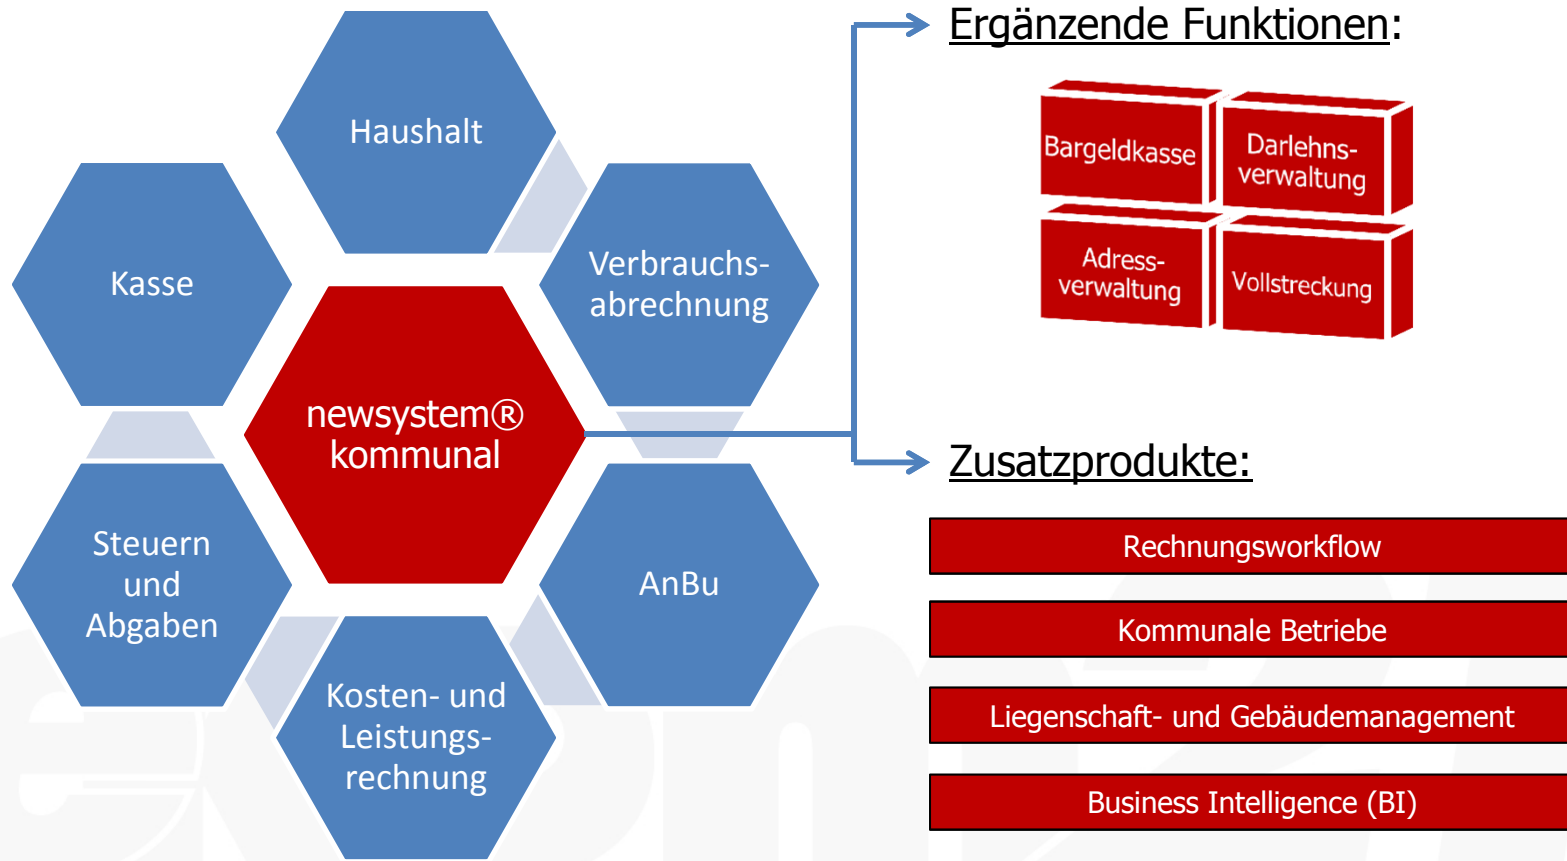 Haushalt
Verbrauchs-
abrechnung
AnBu
Kosten- und
Leistungs-
rechnung
Steuern
und
Abgaben
Kasse
newsystem®
kommunal
Ergänzende Funktionen:
Bargeldkasse
Darlehns-
verwaltung
Adress-
verwaltung
Vollstreckung
Zusatzprodukte:
Rechnungsworkflow
Kommunale Betriebe
Liegenschaft- und Gebäudemanagement
Business Intelligence (BI)